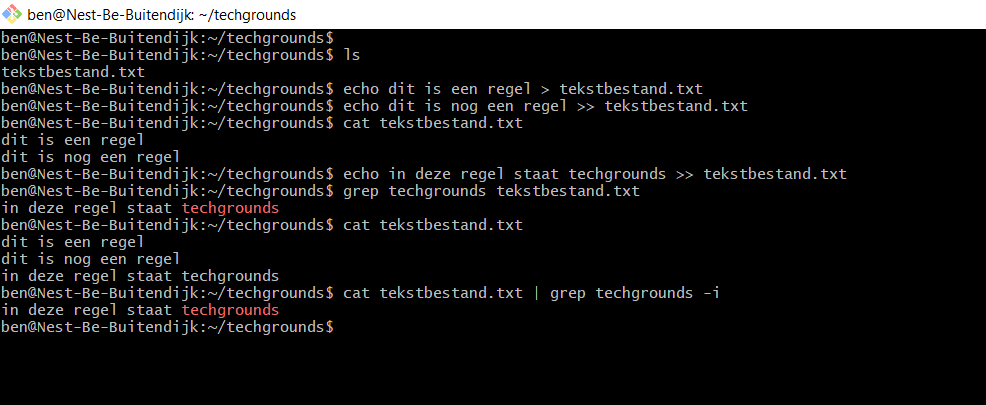 ben@Nest-Be-Buitendijk: ~/techgrounds
ben@Nest-Be-Buitendijk:~/techgrounds$
ben@Nest-Be-Buitendijk:~/techgrounds$ ls
tekstbestand.txt
ben@Nest-Be-Buitendijk:~/techgrounds$ echo dit is een regel > tekstbestand.txt
ben@Nest-Be-Buitendijk:~/techgrounds$ echo dit is nog een regel >> tekstbestand.txt
ben@Nest-Be-Buitendijk:~/techgrounds$ cat tekstbestand.txt
dit is een regel
dit is nog een regel
ben@Nest-Be-Buitendijk:~/techgrounds$ echo in deze regel staat techgrounds >> tekstbestand.txt
ben@Nest-Be-Buitendijk:~/techgrounds$ grep techgrounds tekstbestand.txt
in deze regel staat techgrounds
ben@Nest-Be-Buitendijk:~/techgrounds$ cat tekstbestand.txt
dit is een regel
dit is nog een regel
in deze regel staat techgrounds
ben@Nest-Be-Buitendijk:~/techgrounds$ cat tekstbestand.txt | grep techgrounds -i
in deze regel staat techgrounds
ben@Nest-Be-Buitendijk:~/techgrounds$